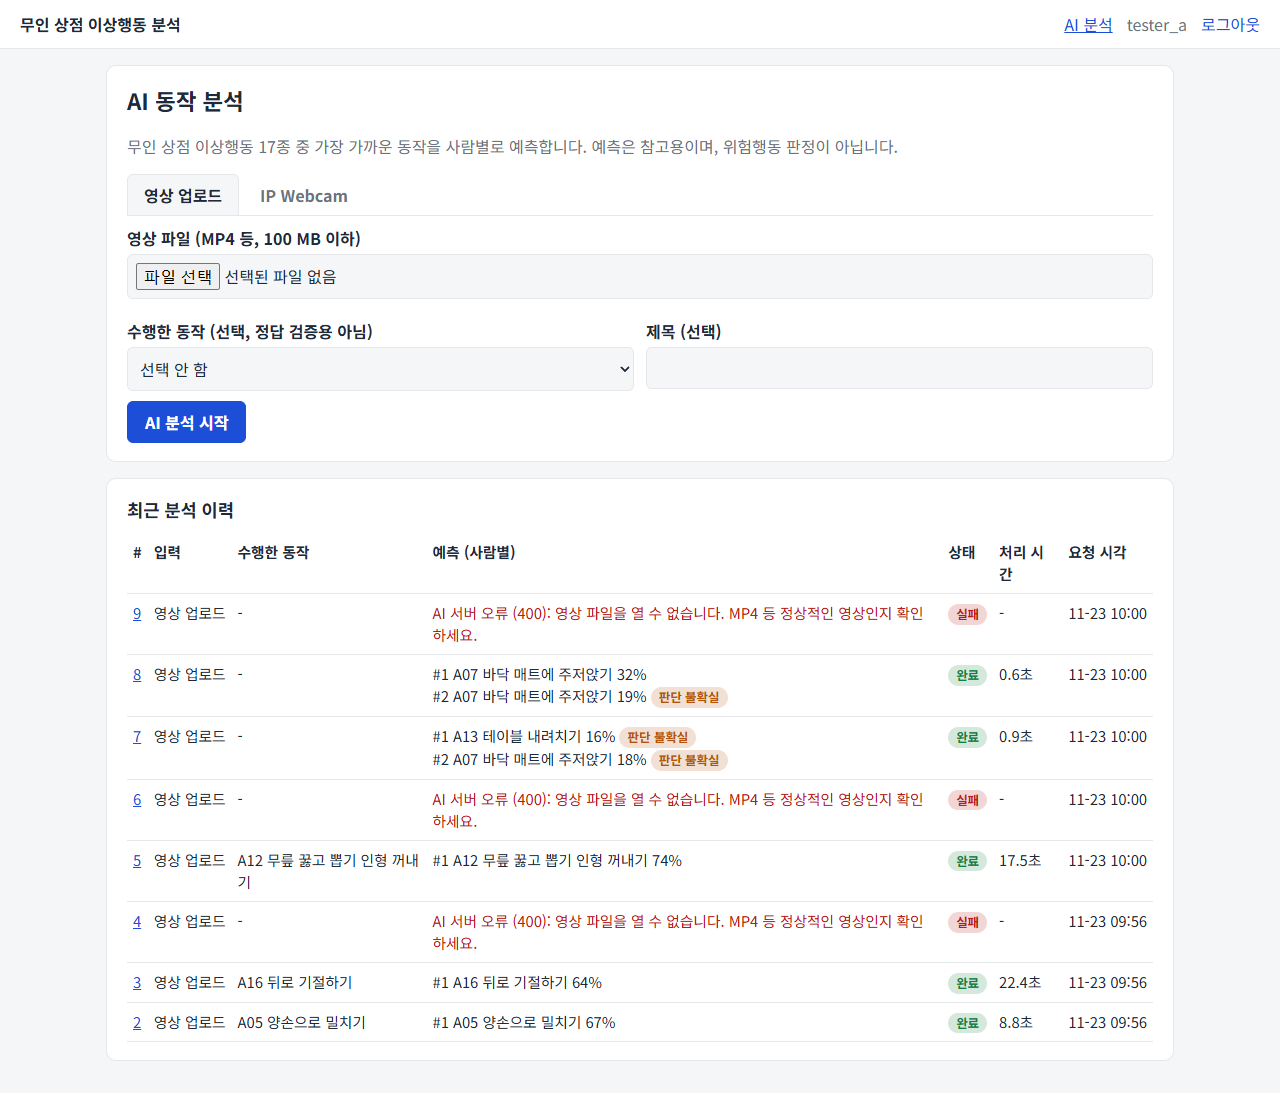 무인 상점 이상행동 분석
AI 분석 tester_a 로그아웃
AI 동작 분석
무인 상점 이상행동 17종 중 가장 가까운 동작을 사람별로 예측합니다. 예측은 참고용이며, 위험행동 판정이 아닙니다.
영상 업로드 IP Webcam
영상 파일 (MP4 등, 100 MB 이하)
파일 선택 선택된 파일 없음
수행한 동작 (선택, 정답 검증용 아님) 제목 (선택)
선택 안 함
AI 분석 시작
최근 분석 이력
# 입력 수행한 동작 예측 (사람별) 상태 처리 시
간 요청 시각
9 영상 업로드 - AI 서버 오류 (400): 영상 파일을 열 수 없습니다. MP4 등 정상적인 영상인지 확인
하세요. 실패 - 11-23 10:00
8 영상 업로드 - #1 A07 바닥 매트에 주저앉기 32%
#2 A07 바닥 매트에 주저앉기 19% 판단 불확실 완료 0.6초 11-23 10:00
7 영상 업로드 - #1 A13 테이블 내려치기 16% 판단 불확실
#2 A07 바닥 매트에 주저앉기 18% 판단 불확실 완료 0.9초 11-23 10:00
6 영상 업로드 - AI 서버 오류 (400): 영상 파일을 열 수 없습니다. MP4 등 정상적인 영상인지 확인
하세요. 실패 - 11-23 10:00
5 영상 업로드 A12 무릎 꿇고 뽑기 인형 꺼내
기 #1 A12 무릎 꿇고 뽑기 인형 꺼내기 74% 완료 17.5초 11-23 10:00
4 영상 업로드 - AI 서버 오류 (400): 영상 파일을 열 수 없습니다. MP4 등 정상적인 영상인지 확인
하세요. 실패 - 11-23 09:56
3 영상 업로드 A16 뒤로 기절하기 #1 A16 뒤로 기절하기 64% 완료 22.4초 11-23 09:56
2 영상 업로드 A05 양손으로 밀치기 #1 A05 양손으로 밀치기 67% 완료 8.8초 11-23 09:56